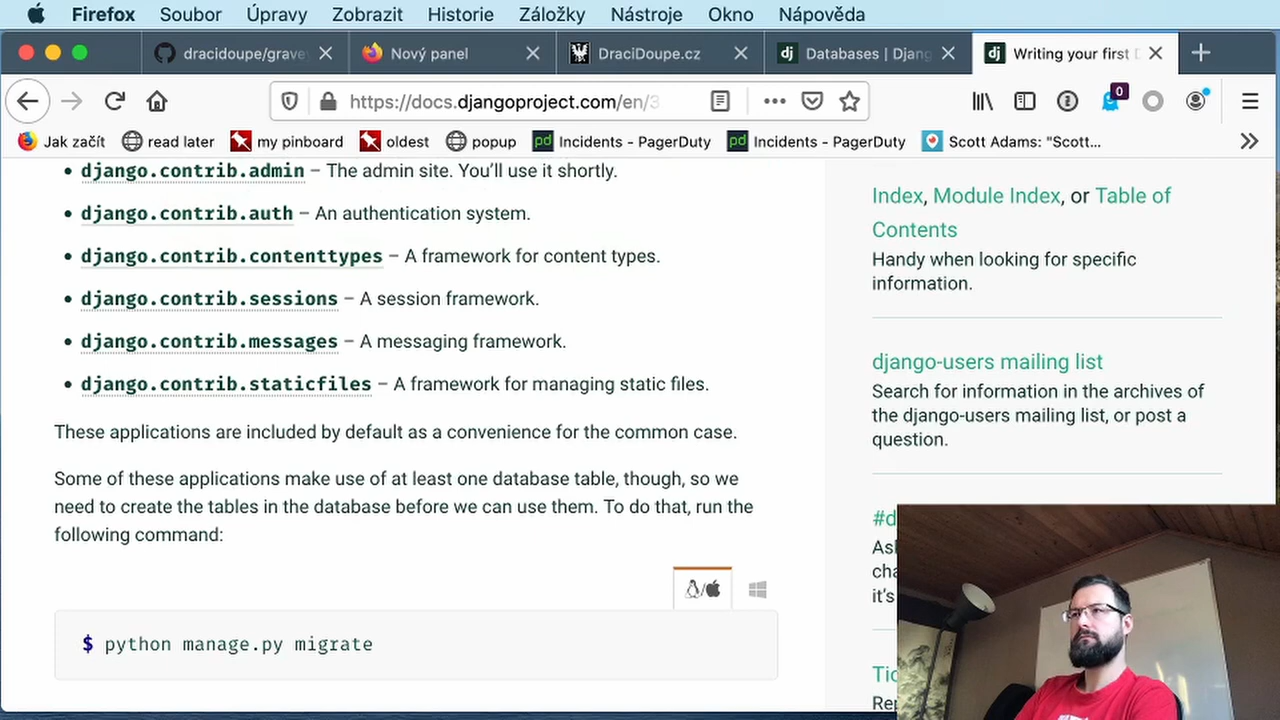 Firefox Soubor Úpravy Zobrazit Historie Záložky Nástroje Okno Nápověda
dracidoupe/grave Nový panel DraciDoupe.cz Databases | Djang Writing your first D
https://docs.djangoproject.com/en/3 0
Jak začít read later my pinboard oldest popup Incidents - PagerDuty Incidents - PagerDuty Scott Adams: "Scott...
django.contrib.admin – The admin site. You’ll use it shortly.
django.contrib.auth – An authentication system.
django.contrib.contenttypes – A framework for content types.
django.contrib.sessions – A session framework.
django.contrib.messages – A messaging framework.
django.contrib.staticfiles – A framework for managing static files.
These applications are included by default as a convenience for the common case.
Some of these applications make use of at least one database table, though, so we
need to create the tables in the database before we can use them. To do that, run the
following command:
$ python manage.py migrate
Index, Module Index, or Table of
Contents
Handy when looking for specific
information.
django-users mailing list
Search for information in the archives of
the django-users mailing list, or post a
question.
#d
As
cha
it's
Tic
Rep